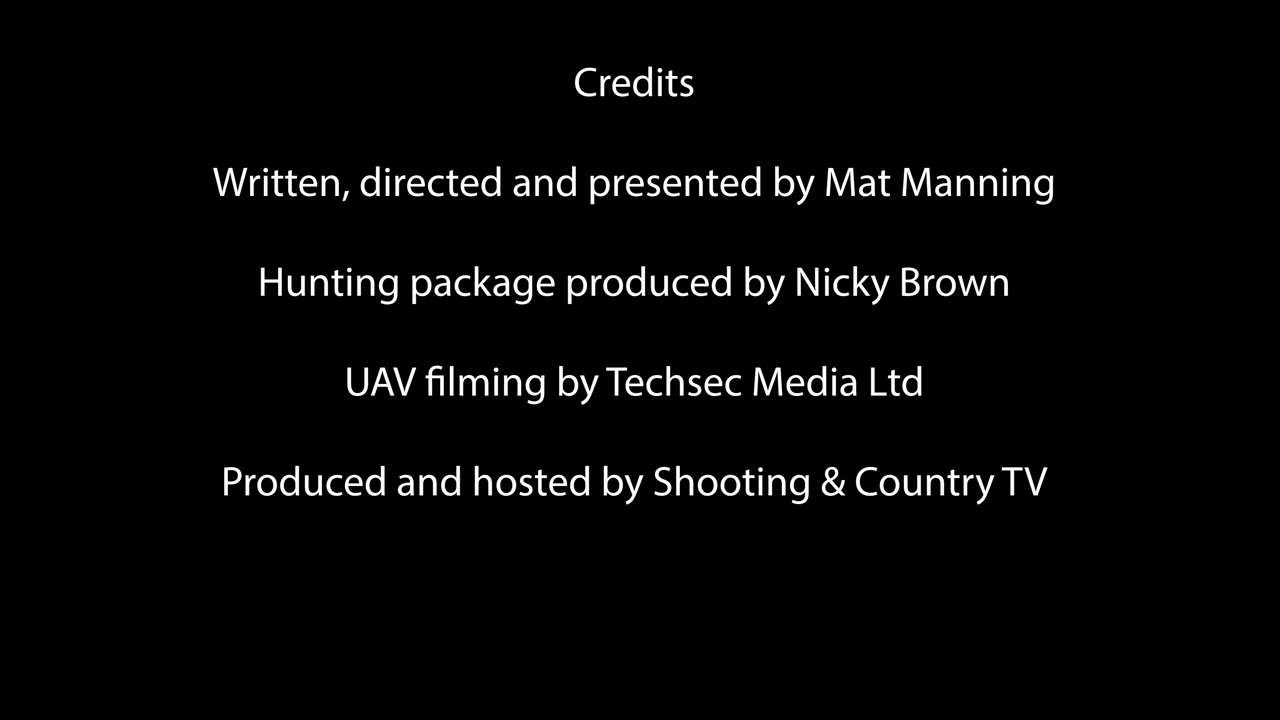 Credits
Written, directed and presented by Mat Manning
Hunting package produced by Nicky Brown
UAV filming by Techsec Media Ltd
Produced and hosted by Shooting & Country TV